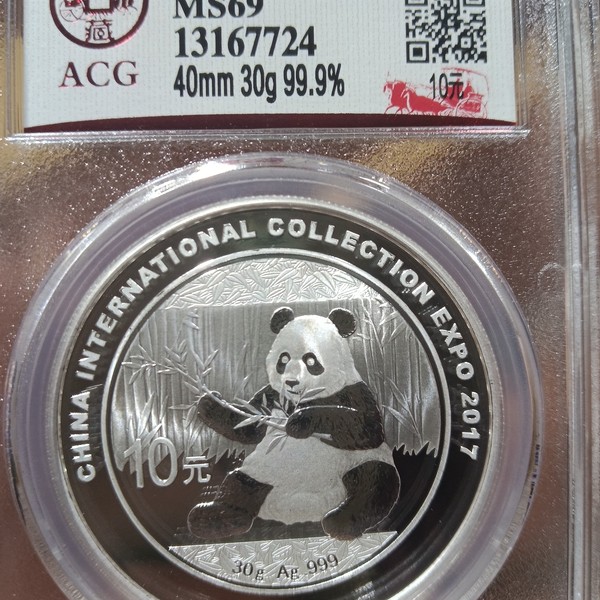 MS69
13167724
40mm 30g 99.9%
藏
ACG
10元
CHINA INTERNATIONAL COLLECTION EXPO 2017
10元
30g Ag 999